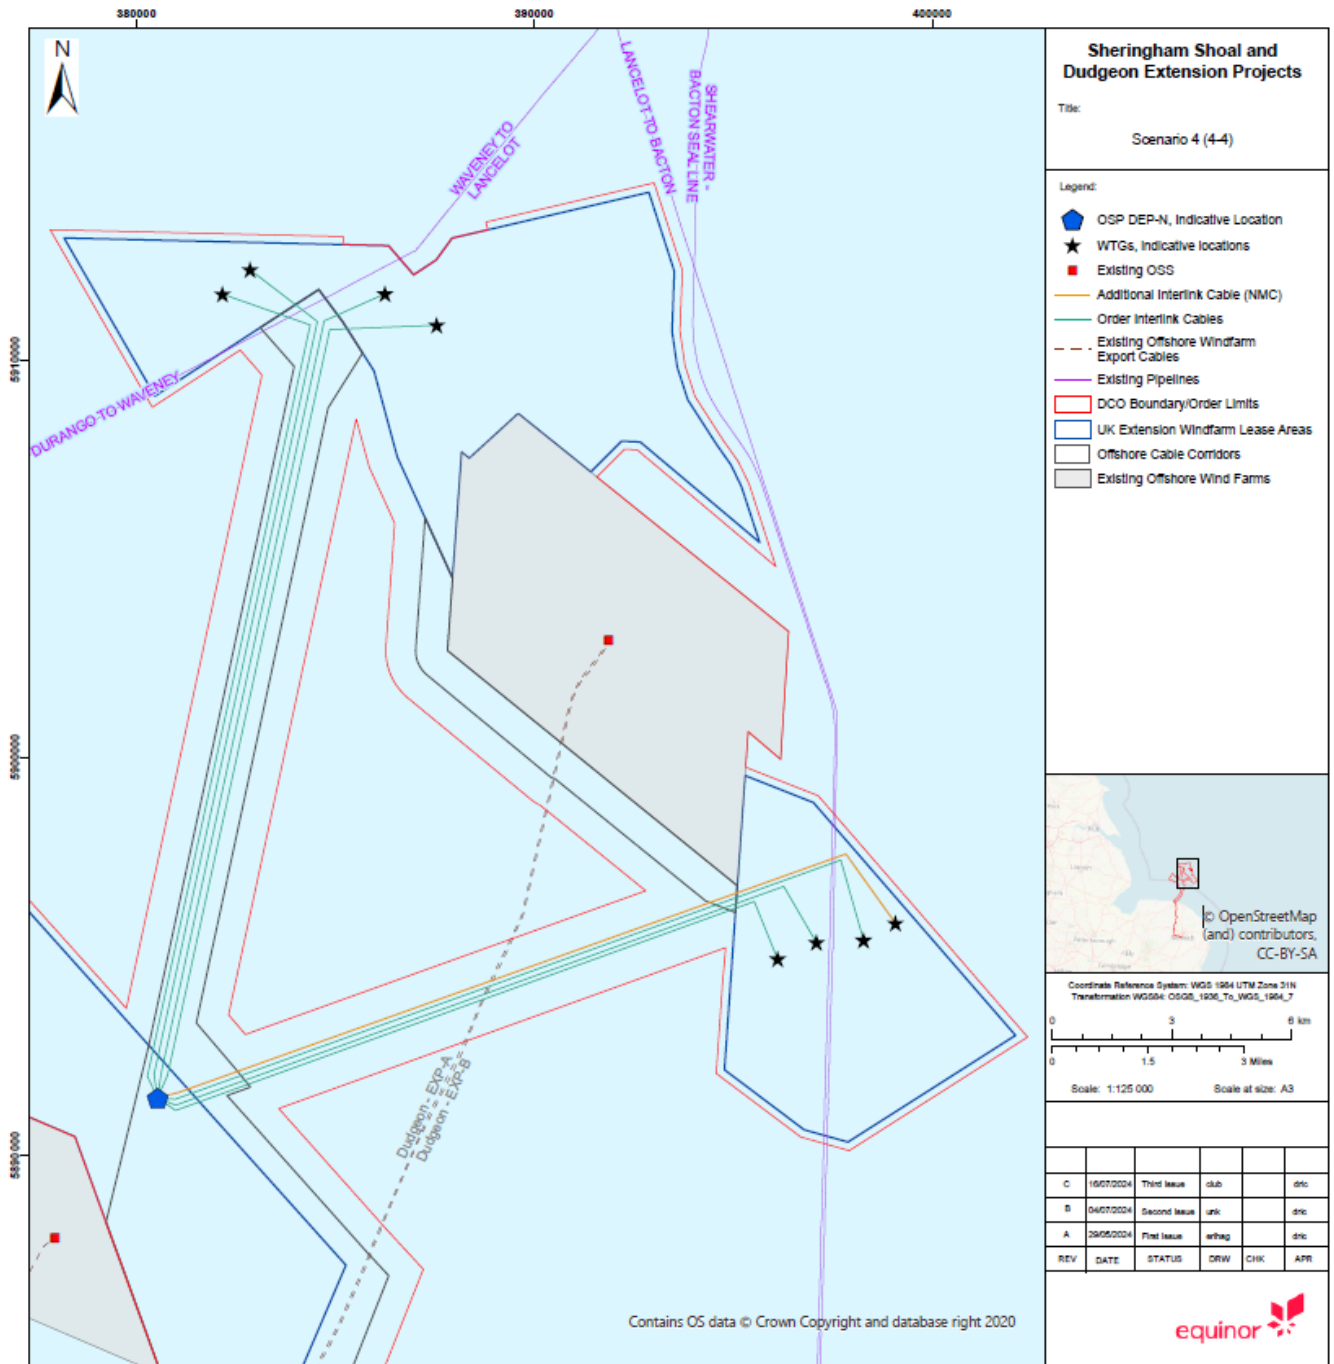 380000
390000
400000
N
WAVENEY TO
LANCELOT
LANCELOT TO BACTON
SHEARWATER -
BACTON SEAL LINE
DURANGO TO WAVENEY
5910000
5900000
5890000
Dudgeon - EXP-A
Dudgeon - EXP-B
Contains OS data © Crown Copyright and database right 2020
Sheringham Shoal and
Dudgeon Extension Projects
Title:
Scenario 4 (4-4)
Legend:
OSP DEP-N, Indicative Location
WTGs, Indicative locations
Existing OSS
Additional Interlink Cable (NMC)
Order Interlink Cables
Existing Offshore Windfarm
Export Cables
Existing Pipelines
DCO Boundary/Order Limits
UK Extension Windfarm Lease Areas
Offshore Cable Corridors
Existing Offshore Wind Farms
© OpenStreetMap
(and) contributors,
CC-BY-SA
Coordinate Reference System: WGS 1984 UTM Zone 31N
Transformation WGS84: OSGB_1936_To_WGS_1984_7
0 3 6 km
0 1.5 3 Miles
Scale: 1:125 000 Scale at size: A3
C 16/07/2024 Third Issue club dric
B 04/07/2024 Second Issue unk dric
A 29/05/2024 First Issue erlhag dric
REV DATE STATUS DRW CHK APR
equinor